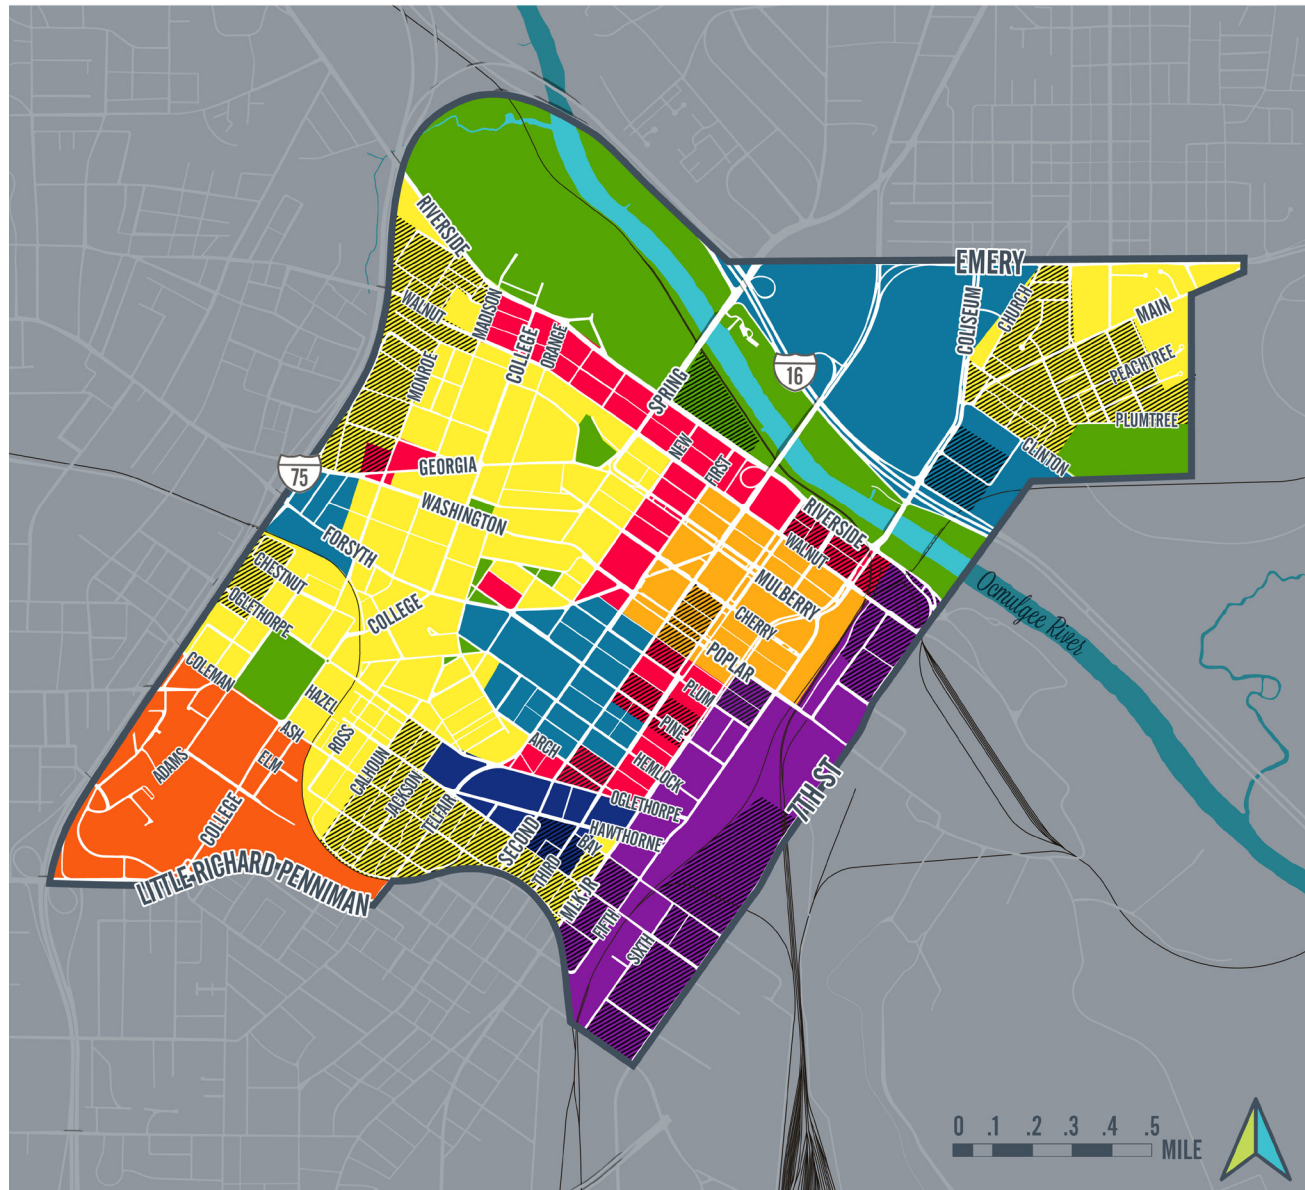 EMERY
RIVERSIDE
COLISEUM
CHURCH
MAIN
WALNUT
MADISON
COLLEGE
ORANGE
PEACHTREE
MONROE
SPRING
16
PLUMTREE
NEW
FIRST
CLINTON
75
GEORGIA
WASHINGTON
RIVERSIDE
WALNUT
FORSYTH
MULBERRY
CHESTNUT
OGLETHORPE
COLLEGE
CHERRY
Ocmulgee River
POPLAR
COLEMAN
HAZEL
PLUM
PINE
ASH
ROSS
ARCH
ELM
ADAMS
CALHOUN
JACKSON
TELFAIR
HEMLOCK
OGLETHORPE
7TH ST
COLLEGE
SECOND
HAWTHORNE
BAY
THIRD
LITTLE RICHARD PENNIMAN
MLK JR
FIFTH
SIXTH
0 .1 .2 .3 .4 .5
MILE